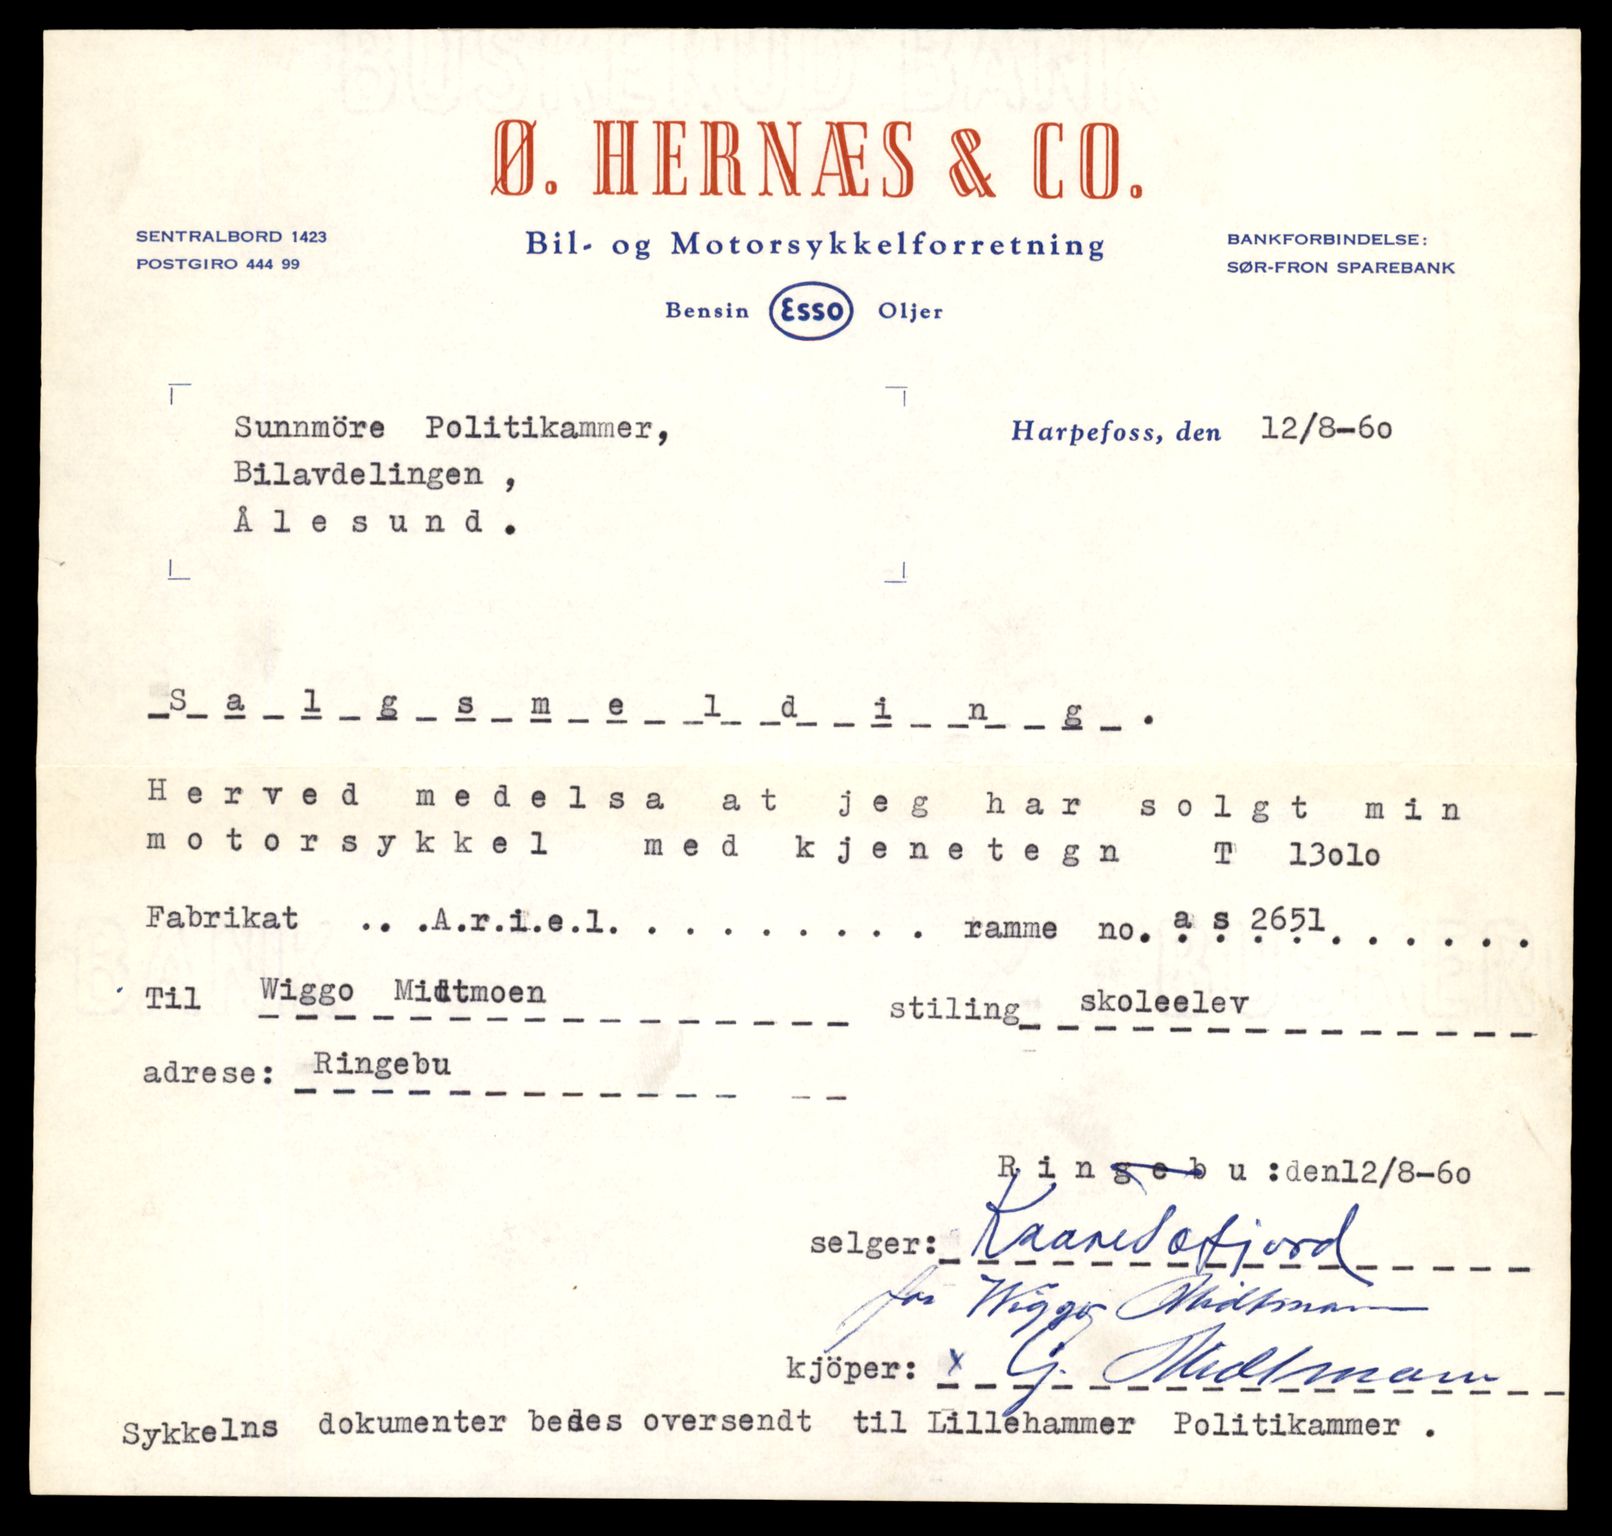 Ø. HERNÆS & CO.
SENTRALBORD 1423
POSTGIRO 444 99
Bil- og Motorsykkelforretning
BANKFORBINDELSE:
SØR-FRON SPAREBANK
Bensin Esso Oljer
Sunnmöre Politikammer,
Bilavdelingen ,
Ålesund.
Harpefoss, den 12/8-60
Salgsmelding.
Herved medelsa at jeg har solgt min
motorsykkel med kjenetegn T 13010
Fabrikat .. .A.r.i.e.l. . . . . . . . . ramme no. as 2651. . . . . .
Til Wiggo Midtmoen stiling skoleelev
adrese: Ringebu
Ringebu :den12/8-60
selger: Kaare Sefjord
for Wiggo Midtmoen
kjöper: x G. Midtmoen
Sykkelns dokumenter bedes oversendt til Lillehammer Politikammer .